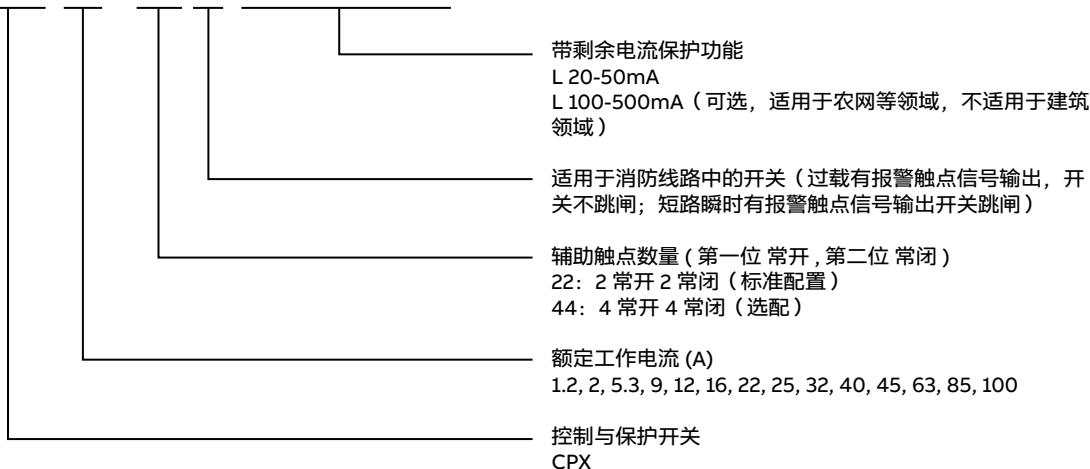 带剩余电流保护功能
L 20-50mA
L 100-500mA（可选，适用于农网等领域，不适用于建筑
领域）
适用于消防线路中的开关（过载有报警触点信号输出，开
关不跳闸；短路瞬时有报警触点信号输出开关跳闸）
辅助触点数量 ( 第一位 常开 , 第二位 常闭 )
22：2 常开 2 常闭（标准配置）
44：4 常开 4 常闭（选配）
额定工作电流 (A)
1.2, 2, 5.3, 9, 12, 16, 22, 25, 32, 40, 45, 63, 85, 100
控制与保护开关
CPX